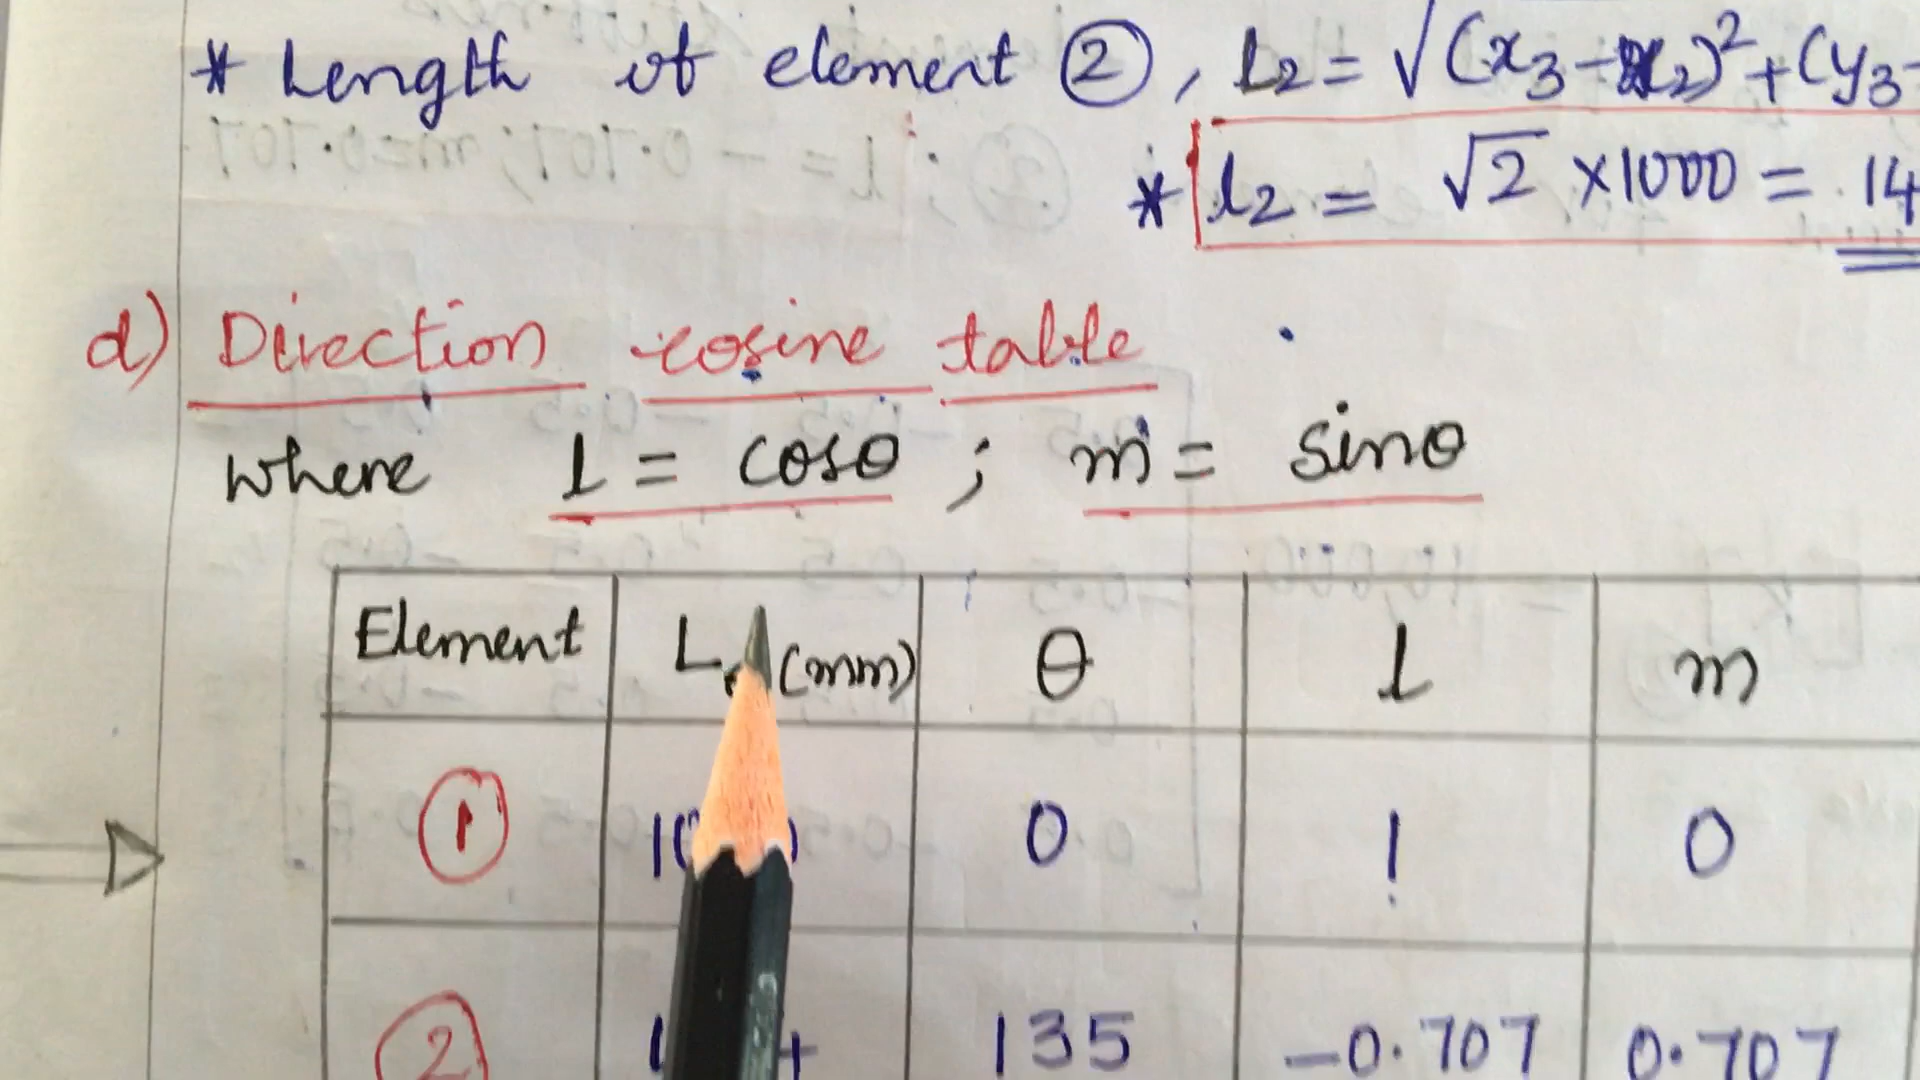 * Length of element ②, L2 = √(x3-x2)²+(y3-
* l2 = √2 ×1000 = 14
d) Direction cosine table
where l = cosθ ; m = sinθ
Element L (mm) θ l m
① 0 1 0
② 135 -0.707 0.707